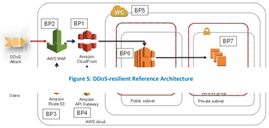 BP5
VPC
BP2
BP1
BP7
BP6
DDoS
Attack
AWS WAF
Amazon
CloudFront
Figure 5: DDoS-resilient Reference Architecture
Users
Amazon
Route 53
Amazon
API Gateway
Public subnet
Private subnet
BP3
BP4
AWS cloud